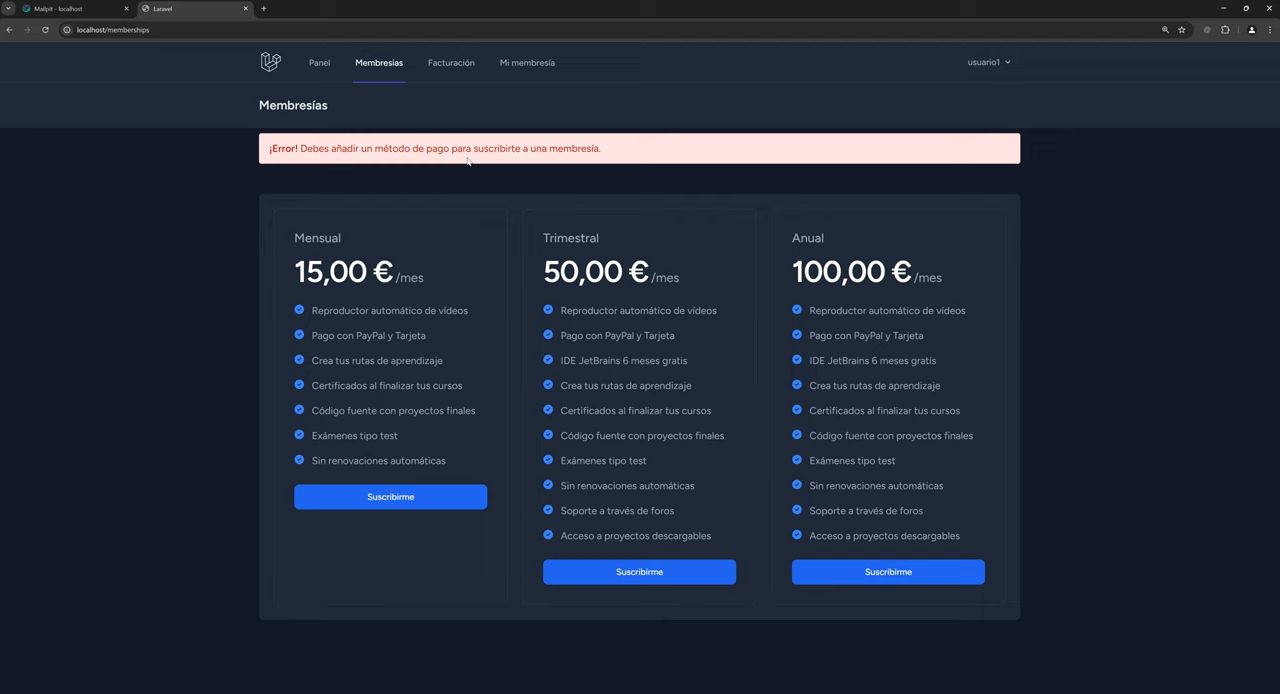 Mailpit - localhost
Laravel
localhost/memberships
Panel
Membresias
Facturación
Mi membresía
usuario1
Membresías
¡Error! Debes añadir un método de pago para suscribirte a una membresía.
Mensual
15,00 €/mes
Reproductor automático de vídeos
Pago con PayPal y Tarjeta
Crea tus rutas de aprendizaje
Certificados al finalizar tus cursos
Código fuente con proyectos finales
Exámenes tipo test
Sin renovaciones automáticas
Suscribirme
Trimestral
50,00 €/mes
Reproductor automático de vídeos
Pago con PayPal y Tarjeta
IDE JetBrains 6 meses gratis
Crea tus rutas de aprendizaje
Certificados al finalizar tus cursos
Código fuente con proyectos finales
Exámenes tipo test
Sin renovaciones automáticas
Soporte a través de foros
Acceso a proyectos descargables
Suscribirme
Anual
100,00 €/mes
Reproductor automático de vídeos
Pago con PayPal y Tarjeta
IDE JetBrains 6 meses gratis
Crea tus rutas de aprendizaje
Certificados al finalizar tus cursos
Código fuente con proyectos finales
Exámenes tipo test
Sin renovaciones automáticas
Soporte a través de foros
Acceso a proyectos descargables
Suscribirme